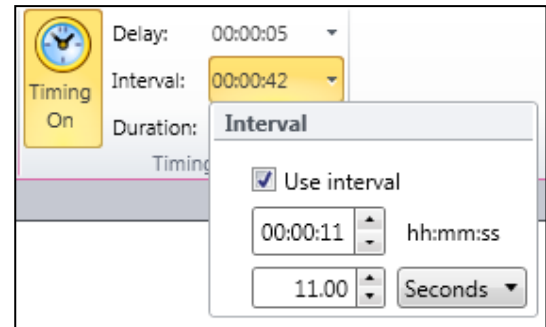 Delay: 00:00:05
Timing On
Interval: 00:00:42
Duration:
Timing
Interval
Use interval
00:00:11 hh:mm:ss
11.00 Seconds